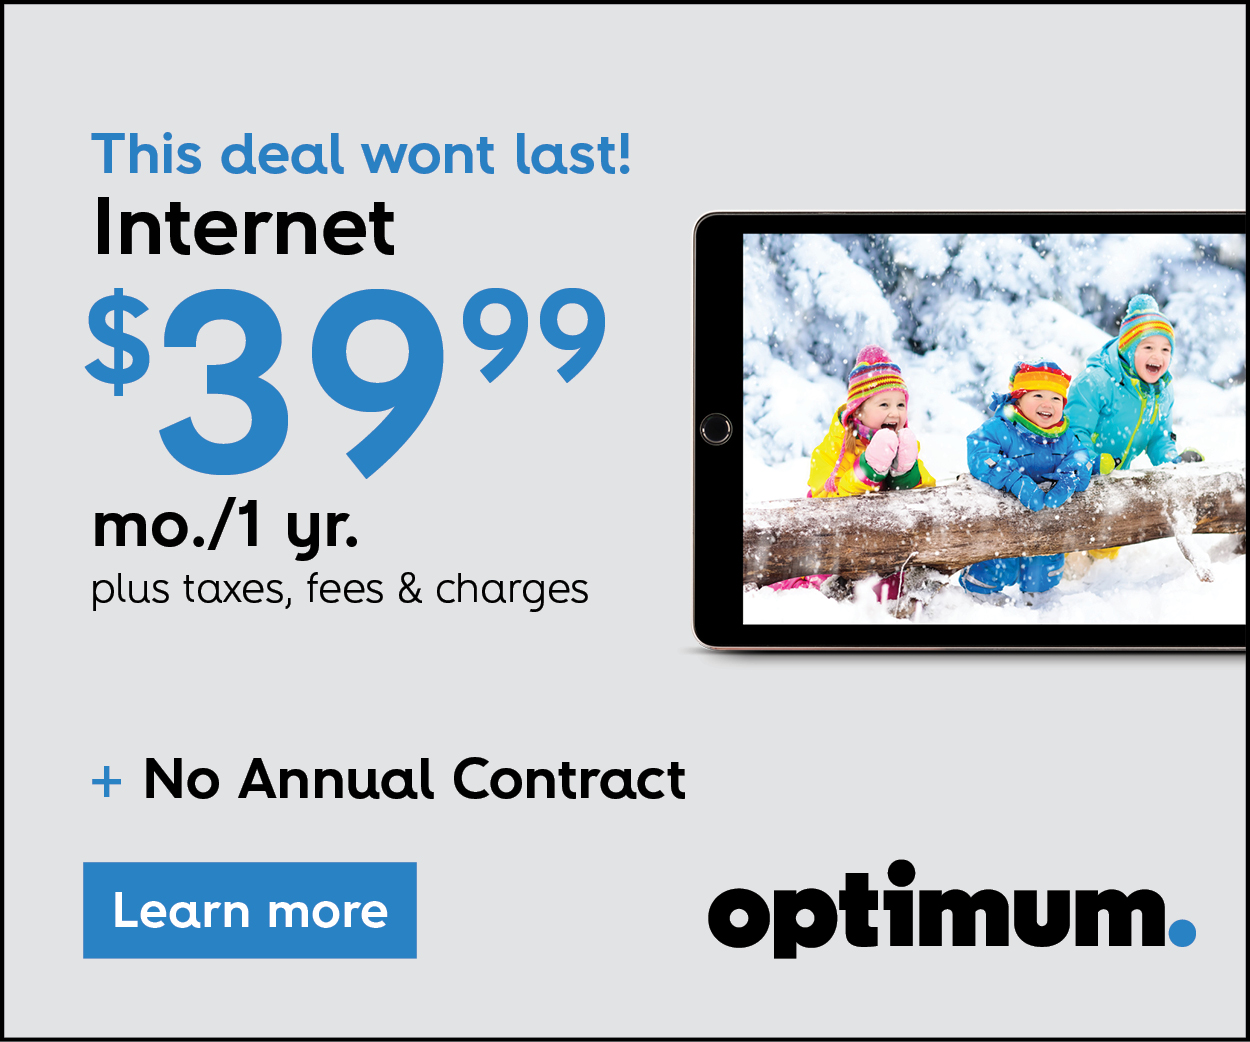 This deal wont last!
Internet
$39 99
mo./1 yr.
plus taxes, fees & charges
+ No Annual Contract
Learn more
optimum.